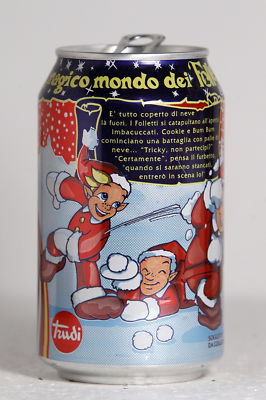 magico mondo dei Folle
E' tutto coperto di neve
là fuori. I Folletti si catapultano all'aperto
imbacuccati. Cookie e Bum Bum
cominciano una battaglia con palle di
neve... "Tricky, non partecipi?"
"Certamente", pensa il furbetto,
"quando si saranno stancati,
entrerò in scena io!"
trudi